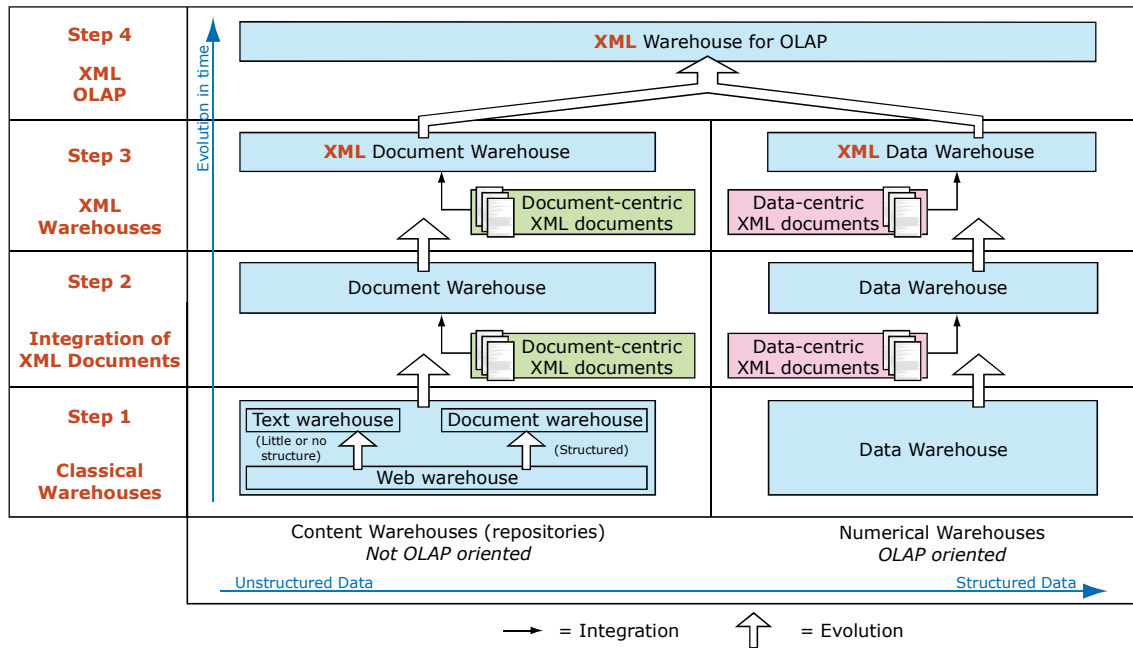 Step 4
XML
OLAP
Evolution in time
XML Warehouse for OLAP
Step 3
XML
Warehouses
XML Document Warehouse
Document-centric
XML documents
XML Data Warehouse
Data-centric
XML documents
Step 2
Integration of
XML Documents
Document Warehouse
Document-centric
XML documents
Data Warehouse
Data-centric
XML documents
Step 1
Classical
Warehouses
Text warehouse
(Little or no
structure)
Document warehouse
(Structured)
Web warehouse
Data Warehouse
Content Warehouses (repositories)
Not OLAP oriented
Numerical Warehouses
OLAP oriented
Unstructured Data
Structured Data
= Integration
= Evolution